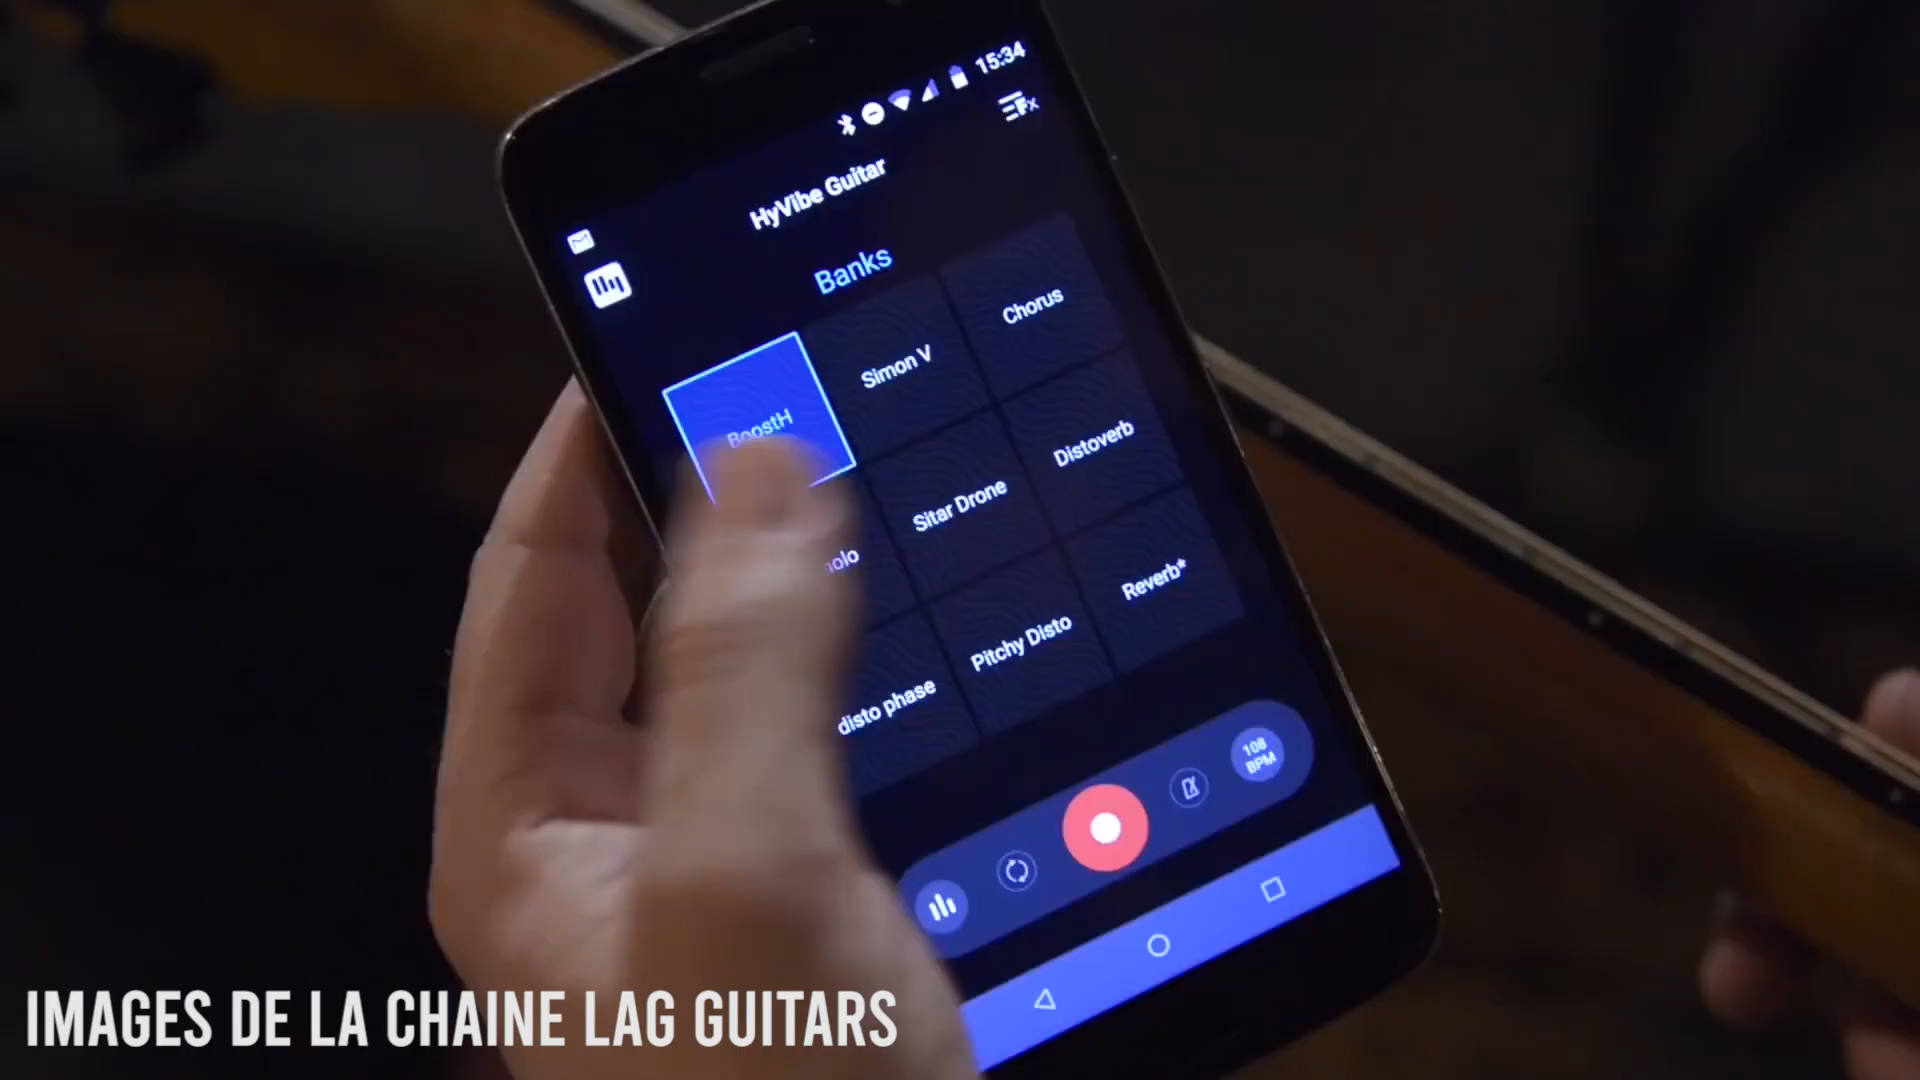 15:34
Fx
HyVibe Guitar
Banks
BoostH
Simon V
Chorus
Sitar Drone
Distoverb
disto phase
Pitchy Disto
Reverb*
108
BPM
IMAGES DE LA CHAINE LAG GUITARS